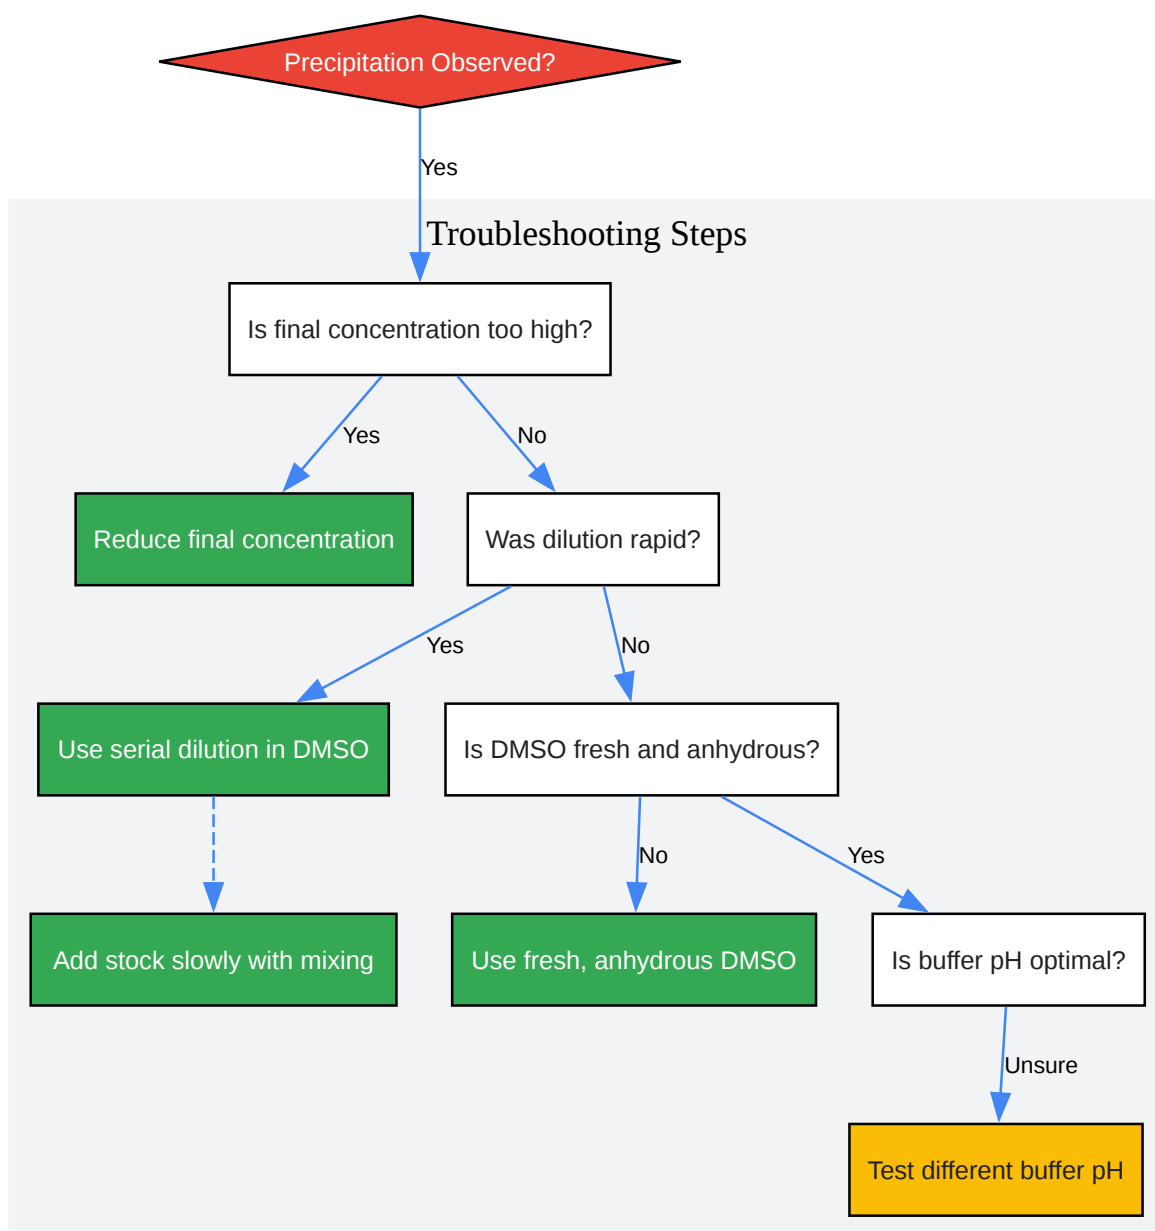 Precipitation Observed?
Yes
Troubleshooting Steps
Is final concentration too high?
Yes
No
Reduce final concentration
Was dilution rapid?
Yes
No
Use serial dilution in DMSO
Is DMSO fresh and anhydrous?
No
Yes
Add stock slowly with mixing
Use fresh, anhydrous DMSO
Is buffer pH optimal?
Unsure
Test different buffer pH